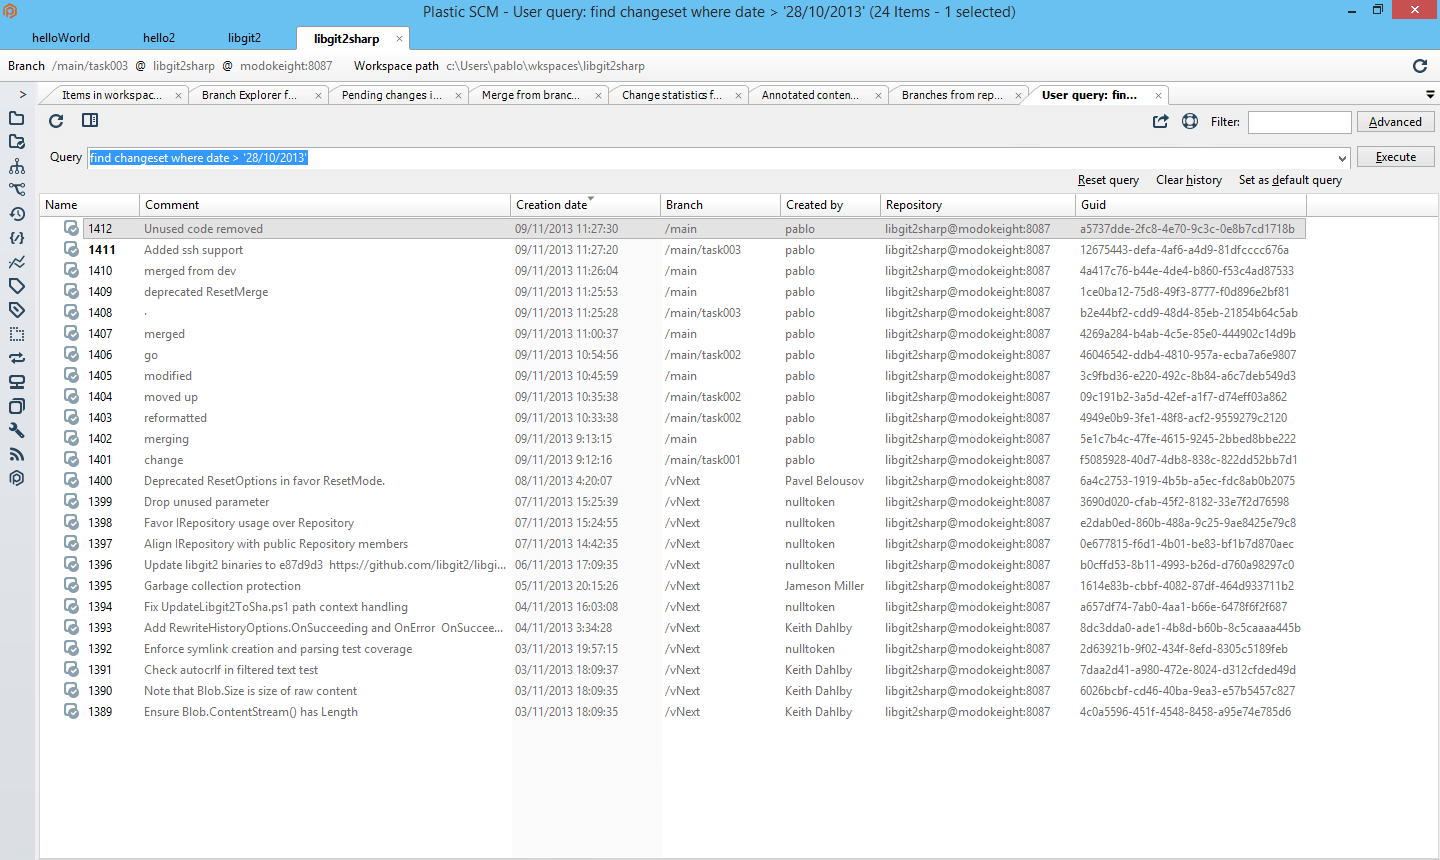 Plastic SCM - User query: find changeset where date > '28/10/2013' (24 Items - 1 selected)
helloWorld hello2 libgit2 libgit2sharp
Branch /main/task003 @ libgit2sharp @ modokeight:8087 Workspace path c:\Users\pablo\wkspaces\libgit2sharp
Items in workspac... Branch Explorer f... Pending changes i... Merge from branc... Change statistics f... Annotated conten... Branches from rep... User query: fin...
Filter: Advanced
Query find changeset where date > '28/10/2013' Execute
Reset query Clear history Set as default query
Name Comment Creation date Branch Created by Repository Guid
1412 Unused code removed 09/11/2013 11:27:30 /main pablo libgit2sharp@modokeight:8087 a5737dde-2fc8-4e70-9c3c-0e8b7cd1718b
1411 Added ssh support 09/11/2013 11:27:20 /main/task003 pablo libgit2sharp@modokeight:8087 12675443-defa-4af6-a4d9-81dfcccc676a
1410 merged from dev 09/11/2013 11:26:04 /main pablo libgit2sharp@modokeight:8087 4a417c76-b44e-4de4-b860-f53c4ad87533
1409 deprecated ResetMerge 09/11/2013 11:25:53 /main pablo libgit2sharp@modokeight:8087 1ce0ba12-75d8-49f3-8777-f0d896e2bf81
1408 . 09/11/2013 11:25:28 /main/task003 pablo libgit2sharp@modokeight:8087 b2e44bf2-cdd9-48d4-85eb-21854b64c5ab
1407 merged 09/11/2013 11:00:37 /main pablo libgit2sharp@modokeight:8087 4269a284-b4ab-4c5e-85e0-444902c14d9b
1406 go 09/11/2013 10:54:56 /main/task002 pablo libgit2sharp@modokeight:8087 46046542-ddb4-4810-957a-ecba7a6e9807
1405 modified 09/11/2013 10:45:59 /main pablo libgit2sharp@modokeight:8087 3c9fbd36-e220-492c-8b84-a6c7deb549d3
1404 moved up 09/11/2013 10:35:38 /main/task002 pablo libgit2sharp@modokeight:8087 09c191b2-3a5d-42ef-a1f7-d74eff03a862
1403 reformatted 09/11/2013 10:33:38 /main/task002 pablo libgit2sharp@modokeight:8087 4949e0b9-3fe1-48f8-acf2-9559279c2120
1402 merging 09/11/2013 9:13:15 /main pablo libgit2sharp@modokeight:8087 5e1c7b4c-47fe-4615-9245-2bbed8bbe222
1401 change 09/11/2013 9:12:16 /main/task001 pablo libgit2sharp@modokeight:8087 f5085928-40d7-4db8-838c-822dd52bb7d1
1400 Deprecated ResetOptions in favor ResetMode. 08/11/2013 4:20:07 /vNext Pavel Belousov libgit2sharp@modokeight:8087 6a4c2753-1919-4b5b-a5ec-fdc8ab0b2075
1399 Drop unused parameter 07/11/2013 15:25:39 /vNext nulltoken libgit2sharp@modokeight:8087 3690d020-cfab-45f2-8182-33e7f2d76598
1398 Favor IRepository usage over Repository 07/11/2013 15:24:55 /vNext nulltoken libgit2sharp@modokeight:8087 e2dab0ed-860b-488a-9c25-9ae8425e79c8
1397 Align IRepository with public Repository members 07/11/2013 14:42:35 /vNext nulltoken libgit2sharp@modokeight:8087 0e677815-f6d1-4b01-be83-bf1b7d870aec
1396 Update libgit2 binaries to e87d9d3 https://github.com/libgit2/libgi... 06/11/2013 17:09:35 /vNext nulltoken libgit2sharp@modokeight:8087 b0cffd53-8b11-4993-b26d-d760a98297c0
1395 Garbage collection protection 05/11/2013 20:15:26 /vNext Jameson Miller libgit2sharp@modokeight:8087 1614e83b-cbbf-4082-87df-464d933711b2
1394 Fix UpdateLibgit2ToSha.ps1 path context handling 04/11/2013 16:03:08 /vNext nulltoken libgit2sharp@modokeight:8087 a657df74-7ab0-4aa1-b66e-6478f6f2f687
1393 Add RewriteHistoryOptions.OnSucceeding and OnError OnSuccee... 04/11/2013 3:34:28 /vNext Keith Dahlby libgit2sharp@modokeight:8087 8dc3dda0-ade1-4b8d-b60b-8c5caaaa445b
1392 Enforce symlink creation and parsing test coverage 03/11/2013 19:57:15 /vNext nulltoken libgit2sharp@modokeight:8087 2d63921b-9f02-434f-8efd-8305c5189feb
1391 Check autocrlf in filtered text test 03/11/2013 18:09:37 /vNext Keith Dahlby libgit2sharp@modokeight:8087 7daa2d41-a980-472e-8024-d312cfded49d
1390 Note that Blob.Size is size of raw content 03/11/2013 18:09:35 /vNext Keith Dahlby libgit2sharp@modokeight:8087 6026bcbf-cd46-40ba-9ea3-e57b5457c827
1389 Ensure Blob.ContentStream() has Length 03/11/2013 18:09:35 /vNext Keith Dahlby libgit2sharp@modokeight:8087 4c0a5596-451f-4548-8458-a95e74e785d6